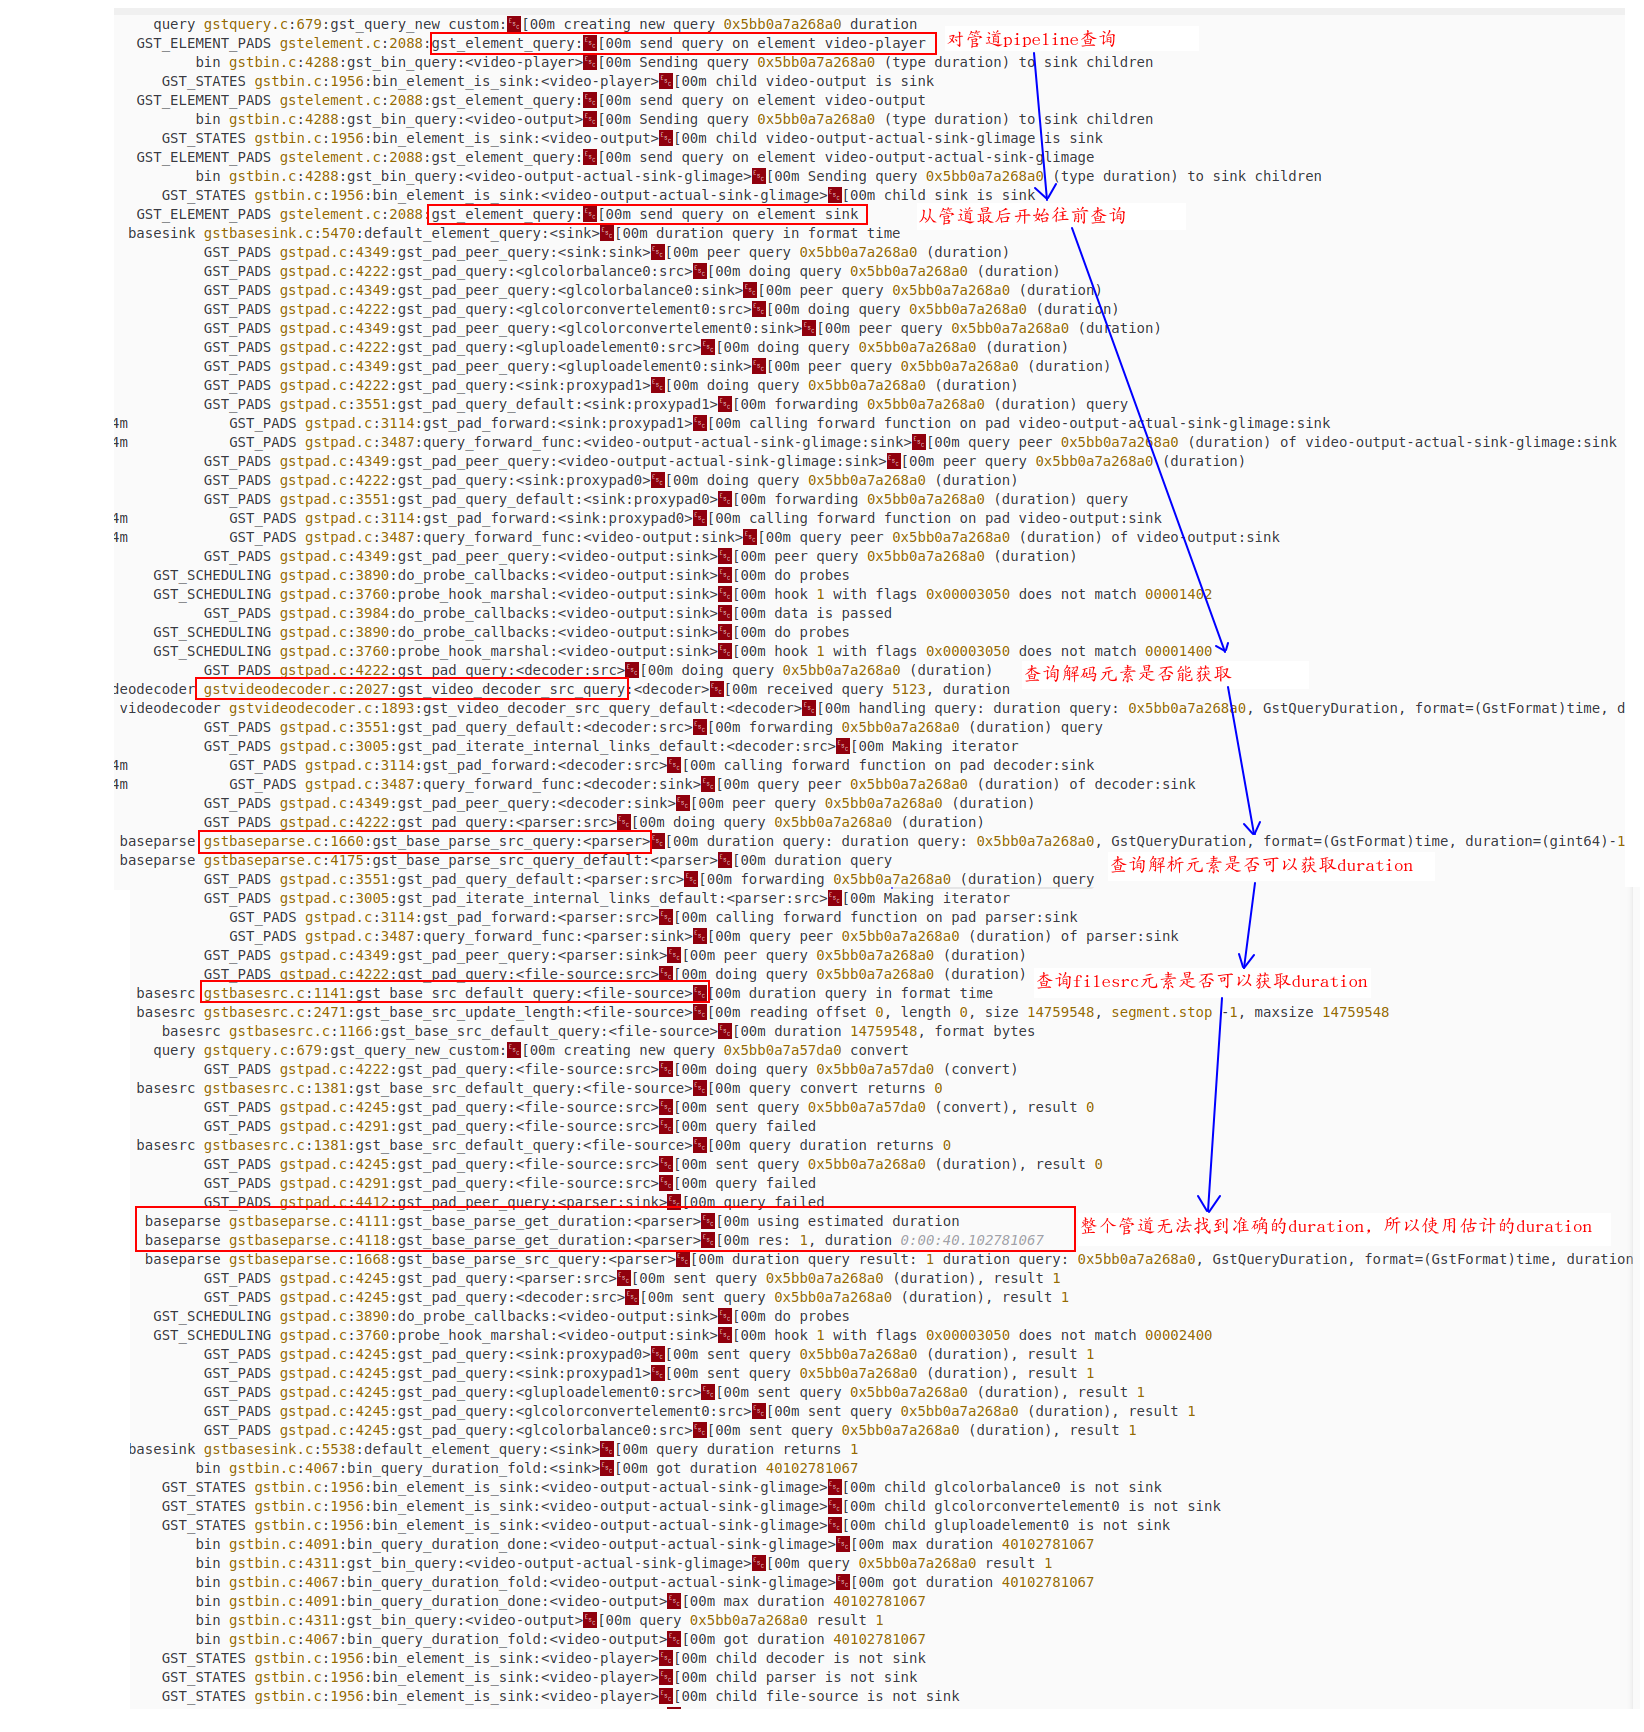 query gstquery.c:679:gst_query_new_custom:[00m creating new query 0x5bb0a7a268a0 duration
GST_ELEMENT_PADS gstelement.c:2088:gst_element_query:[00m send query on element video-player 对管道pipeline查询
bin gstbin.c:4288:gst_bin_query:<video-player>[00m Sending query 0x5bb0a7a268a0 (type duration) to sink children
GST_STATES gstbin.c:1956:bin_element_is_sink:<video-player>[00m child video-output is sink
GST_ELEMENT_PADS gstelement.c:2088:gst_element_query:[00m send query on element video-output
bin gstbin.c:4288:gst_bin_query:<video-output>[00m Sending query 0x5bb0a7a268a0 (type duration) to sink children
GST_STATES gstbin.c:1956:bin_element_is_sink:<video-output>[00m child video-output-actual-sink-glimage is sink
GST_ELEMENT_PADS gstelement.c:2088:gst_element_query:[00m send query on element video-output-actual-sink-glimage
bin gstbin.c:4288:gst_bin_query:<video-output-actual-sink-glimage>[00m Sending query 0x5bb0a7a268a0 (type duration) to sink children
GST_STATES gstbin.c:1956:bin_element_is_sink:<video-output-actual-sink-glimage>[00m child sink is sink
GST_ELEMENT_PADS gstelement.c:2088:gst_element_query:[00m send query on element sink 从管道最后开始往前查询
basesink gstbasesink.c:5470:default_element_query:<sink>[00m duration query in format time
GST_PADS gstpad.c:4349:gst_pad_peer_query:<sink:sink>[00m peer query 0x5bb0a7a268a0 (duration)
GST_PADS gstpad.c:4222:gst_pad_query:<glcolorbalance0:src>[00m doing query 0x5bb0a7a268a0 (duration)
GST_PADS gstpad.c:4349:gst_pad_peer_query:<glcolorbalance0:sink>[00m peer query 0x5bb0a7a268a0 (duration)
GST_PADS gstpad.c:4222:gst_pad_query:<glcolorconvertelement0:src>[00m doing query 0x5bb0a7a268a0 (duration)
GST_PADS gstpad.c:4349:gst_pad_peer_query:<glcolorconvertelement0:sink>[00m peer query 0x5bb0a7a268a0 (duration)
GST_PADS gstpad.c:4222:gst_pad_query:<gluploadelement0:src>[00m doing query 0x5bb0a7a268a0 (duration)
GST_PADS gstpad.c:4349:gst_pad_peer_query:<gluploadelement0:sink>[00m peer query 0x5bb0a7a268a0 (duration)
GST_PADS gstpad.c:4222:gst_pad_query:<sink:proxypad1>[00m doing query 0x5bb0a7a268a0 (duration)
GST_PADS gstpad.c:3551:gst_pad_query_default:<sink:proxypad1>[00m forwarding 0x5bb0a7a268a0 (duration) query
4m GST_PADS gstpad.c:3114:gst_pad_forward:<sink:proxypad1>[00m calling forward function on pad video-output-actual-sink-glimage:sink
4m GST_PADS gstpad.c:3487:query_forward_func:<video-output-actual-sink-glimage:sink>[00m query peer 0x5bb0a7a268a0 (duration) of video-output-actual-sink-glimage:sink
GST_PADS gstpad.c:4349:gst_pad_peer_query:<video-output-actual-sink-glimage:sink>[00m peer query 0x5bb0a7a268a0 (duration)
GST_PADS gstpad.c:4222:gst_pad_query:<sink:proxypad0>[00m doing query 0x5bb0a7a268a0 (duration)
GST_PADS gstpad.c:3551:gst_pad_query_default:<sink:proxypad0>[00m forwarding 0x5bb0a7a268a0 (duration) query
4m GST_PADS gstpad.c:3114:gst_pad_forward:<sink:proxypad0>[00m calling forward function on pad video-output:sink
4m GST_PADS gstpad.c:3487:query_forward_func:<video-output:sink>[00m query peer 0x5bb0a7a268a0 (duration) of video-output:sink
GST_PADS gstpad.c:4349:gst_pad_peer_query:<video-output:sink>[00m peer query 0x5bb0a7a268a0 (duration)
GST_SCHEDULING gstpad.c:3890:do_probe_callbacks:<video-output:sink>[00m do probes
GST_SCHEDULING gstpad.c:3760:probe_hook_marshal:<video-output:sink>[00m hook 1 with flags 0x00003050 does not match 00001402
GST_PADS gstpad.c:3984:do_probe_callbacks:<video-output:sink>[00m data is passed
GST_SCHEDULING gstpad.c:3890:do_probe_callbacks:<video-output:sink>[00m do probes
GST_SCHEDULING gstpad.c:3760:probe_hook_marshal:<video-output:sink>[00m hook 1 with flags 0x00003050 does not match 00001400
GST_PADS gstpad.c:4222:gst_pad_query:<decoder:src>[00m doing query 0x5bb0a7a268a0 (duration) 查询解码元素是否能获取
deodecoder gstvideodecoder.c:2027:gst_video_decoder_src_query:<decoder>[00m received query 5123, duration
videodecoder gstvideodecoder.c:1893:gst_video_decoder_src_query_default:<decoder>[00m handling query: duration query: 0x5bb0a7a268a0, GstQueryDuration, format=(GstFormat)time, d
GST_PADS gstpad.c:3551:gst_pad_query_default:<decoder:src>[00m forwarding 0x5bb0a7a268a0 (duration) query
GST_PADS gstpad.c:3005:gst_pad_iterate_internal_links_default:<decoder:src>[00m Making iterator
4m GST_PADS gstpad.c:3114:gst_pad_forward:<decoder:src>[00m calling forward function on pad decoder:sink
4m GST_PADS gstpad.c:3487:query_forward_func:<decoder:sink>[00m query peer 0x5bb0a7a268a0 (duration) of decoder:sink
GST_PADS gstpad.c:4349:gst_pad_peer_query:<decoder:sink>[00m peer query 0x5bb0a7a268a0 (duration)
GST_PADS gstpad.c:4222:gst_pad_query:<parser:src>[00m doing query 0x5bb0a7a268a0 (duration)
baseparse gstbaseparse.c:1660:gst_base_parse_src_query:<parser>[00m duration query: duration query: 0x5bb0a7a268a0, GstQueryDuration, format=(GstFormat)time, duration=(gint64)-1
baseparse gstbaseparse.c:4175:gst_base_parse_src_query_default:<parser>[00m duration query 查询解析元素是否可以获取duration
GST_PADS gstpad.c:3551:gst_pad_query_default:<parser:src>[00m forwarding 0x5bb0a7a268a0 (duration) query
GST_PADS gstpad.c:3005:gst_pad_iterate_internal_links_default:<parser:src>[00m Making iterator
GST_PADS gstpad.c:3114:gst_pad_forward:<parser:src>[00m calling forward function on pad parser:sink
GST_PADS gstpad.c:3487:query_forward_func:<parser:sink>[00m query peer 0x5bb0a7a268a0 (duration) of parser:sink
GST_PADS gstpad.c:4349:gst_pad_peer_query:<parser:sink>[00m peer query 0x5bb0a7a268a0 (duration)
GST_PADS gstpad.c:4222:gst_pad_query:<file-source:src>[00m doing query 0x5bb0a7a268a0 (duration) 查询filesrc元素是否可以获取duration
basesrc gstbasesrc.c:1141:gst_base_src_default_query:<file-source>[00m duration query in format time
basesrc gstbasesrc.c:2471:gst_base_src_update_length:<file-source>[00m reading offset 0, length 0, size 14759548, segment.stop -1, maxsize 14759548
basesrc gstbasesrc.c:1166:gst_base_src_default_query:<file-source>[00m duration 14759548, format bytes
query gstquery.c:679:gst_query_new_custom:[00m creating new query 0x5bb0a7a57da0 convert
GST_PADS gstpad.c:4222:gst_pad_query:<file-source:src>[00m doing query 0x5bb0a7a57da0 (convert)
basesrc gstbasesrc.c:1381:gst_base_src_default_query:<file-source>[00m query convert returns 0
GST_PADS gstpad.c:4245:gst_pad_query:<file-source:src>[00m sent query 0x5bb0a7a57da0 (convert), result 0
GST_PADS gstpad.c:4291:gst_pad_query:<file-source:src>[00m query failed
basesrc gstbasesrc.c:1381:gst_base_src_default_query:<file-source>[00m query duration returns 0
GST_PADS gstpad.c:4245:gst_pad_query:<file-source:src>[00m sent query 0x5bb0a7a268a0 (duration), result 0
GST_PADS gstpad.c:4291:gst_pad_query:<file-source:src>[00m query failed
GST_PADS gstpad.c:4412:gst_pad_peer_query:<parser:sink>[00m query failed
baseparse gstbaseparse.c:4111:gst_base_parse_get_duration:<parser>[00m using estimated duration 整个管道无法找到准确的duration, 所以使用估计的duration
baseparse gstbaseparse.c:4118:gst_base_parse_get_duration:<parser>[00m res: 1, duration 0:00:40.102781067
baseparse gstbaseparse.c:1668:gst_base_parse_src_query:<parser>[00m duration query result: 1 duration query: 0x5bb0a7a268a0, GstQueryDuration, format=(GstFormat)time, duration
GST_PADS gstpad.c:4245:gst_pad_query:<parser:src>[00m sent query 0x5bb0a7a268a0 (duration), result 1
GST_PADS gstpad.c:4245:gst_pad_query:<decoder:src>[00m sent query 0x5bb0a7a268a0 (duration), result 1
GST_SCHEDULING gstpad.c:3890:do_probe_callbacks:<video-output:sink>[00m do probes
GST_SCHEDULING gstpad.c:3760:probe_hook_marshal:<video-output:sink>[00m hook 1 with flags 0x00003050 does not match 00002400
GST_PADS gstpad.c:4245:gst_pad_query:<sink:proxypad0>[00m sent query 0x5bb0a7a268a0 (duration), result 1
GST_PADS gstpad.c:4245:gst_pad_query:<sink:proxypad1>[00m sent query 0x5bb0a7a268a0 (duration), result 1
GST_PADS gstpad.c:4245:gst_pad_query:<gluploadelement0:src>[00m sent query 0x5bb0a7a268a0 (duration), result 1
GST_PADS gstpad.c:4245:gst_pad_query:<glcolorconvertelement0:src>[00m sent query 0x5bb0a7a268a0 (duration), result 1
GST_PADS gstpad.c:4245:gst_pad_query:<glcolorbalance0:src>[00m sent query 0x5bb0a7a268a0 (duration), result 1
basesink gstbasesink.c:5538:default_element_query:<sink>[00m query duration returns 1
bin gstbin.c:4067:bin_query_duration_fold:<sink>[00m got duration 40102781067
GST_STATES gstbin.c:1956:bin_element_is_sink:<video-output-actual-sink-glimage>[00m child glcolorbalance0 is not sink
GST_STATES gstbin.c:1956:bin_element_is_sink:<video-output-actual-sink-glimage>[00m child glcolorconvertelement0 is not sink
GST_STATES gstbin.c:1956:bin_element_is_sink:<video-output-actual-sink-glimage>[00m child gluploadelement0 is not sink
bin gstbin.c:4091:bin_query_duration_done:<video-output-actual-sink-glimage>[00m max duration 40102781067
bin gstbin.c:4311:gst_bin_query:<video-output-actual-sink-glimage>[00m query 0x5bb0a7a268a0 result 1
bin gstbin.c:4067:bin_query_duration_fold:<video-output-actual-sink-glimage>[00m got duration 40102781067
bin gstbin.c:4091:bin_query_duration_done:<video-output>[00m max duration 40102781067
bin gstbin.c:4311:gst_bin_query:<video-output>[00m query 0x5bb0a7a268a0 result 1
bin gstbin.c:4067:bin_query_duration_fold:<video-output>[00m got duration 40102781067
GST_STATES gstbin.c:1956:bin_element_is_sink:<video-player>[00m child decoder is not sink
GST_STATES gstbin.c:1956:bin_element_is_sink:<video-player>[00m child parser is not sink
GST_STATES gstbin.c:1956:bin_element_is_sink:<video-player>[00m child file-source is not sink